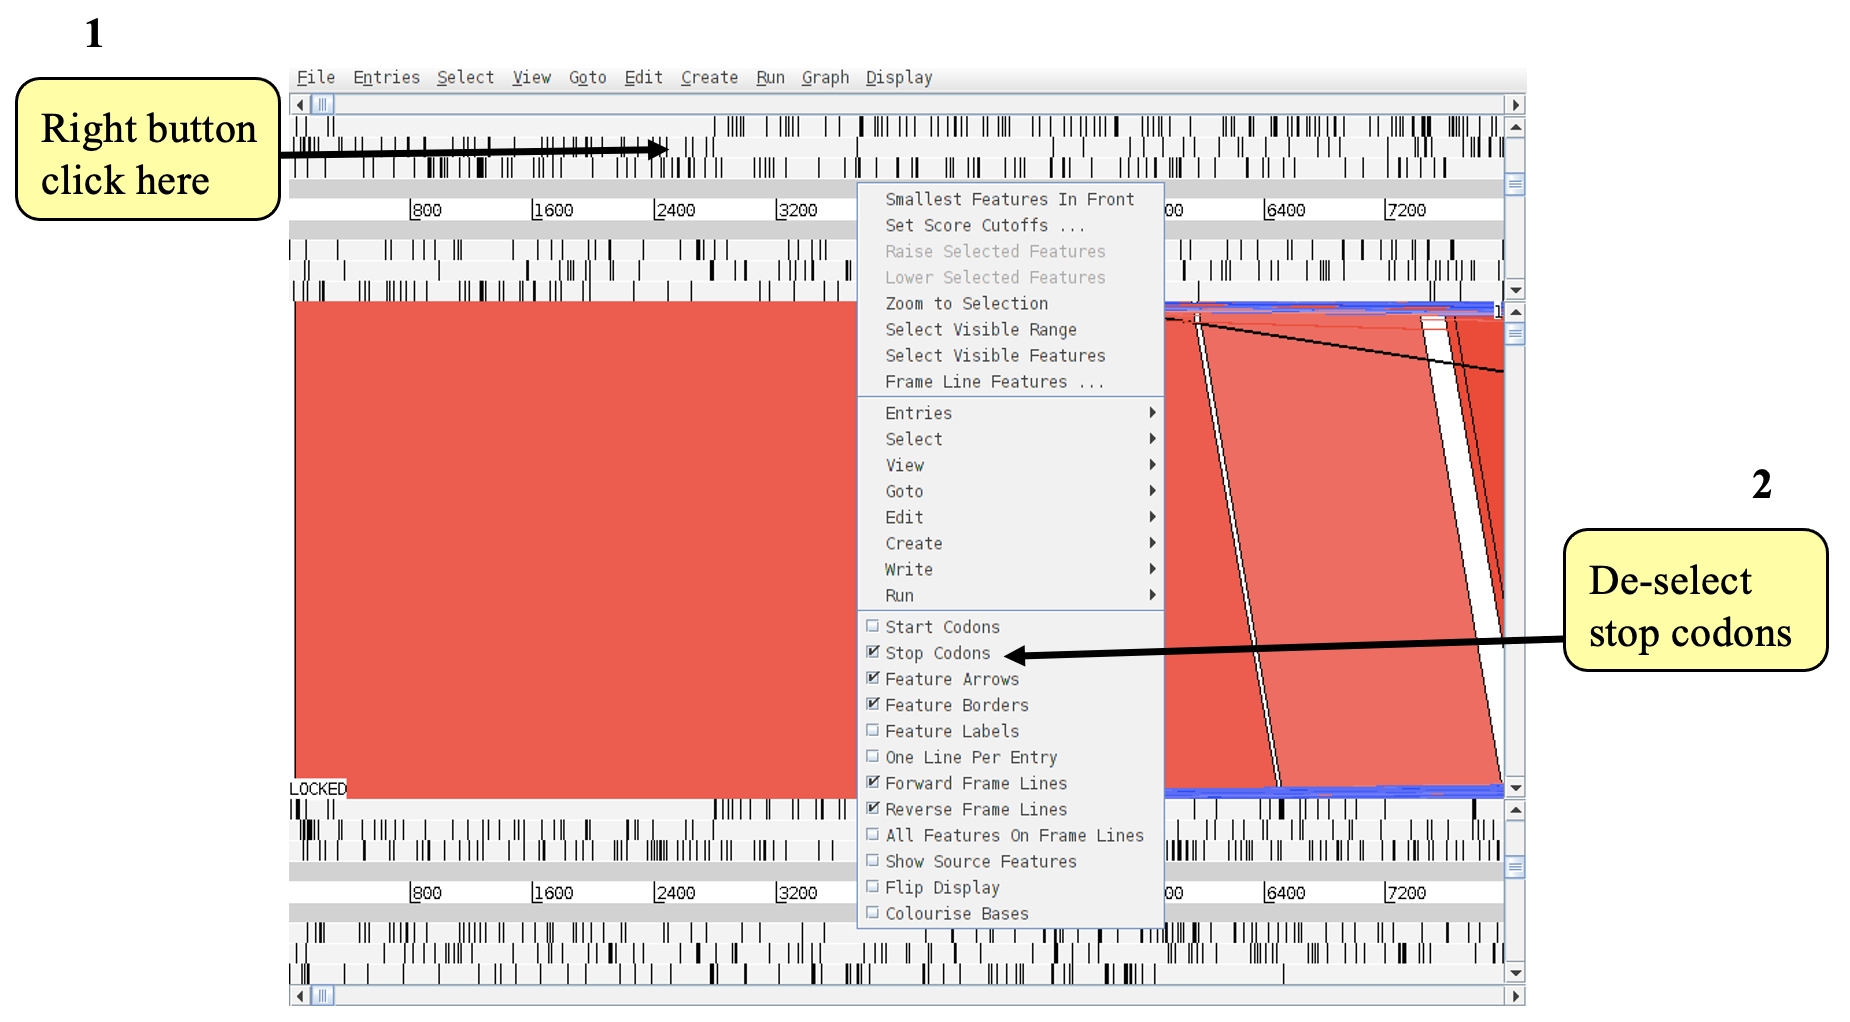 1
Right button
click here
File Entries Select View Goto Edit Create Run Graph Display
800 1600 2400 3200 00 6400 7200
Smallest Features In Front
Set Score Cutoffs ...
Raise Selected Features
Lower Selected Features
Zoom to Selection
Select Visible Range
Select Visible Features
Frame Line Features ...
Entries
Select
View
Goto
Edit
Create
Write
Run
Start Codons
Stop Codons
Feature Arrows
Feature Borders
Feature Labels
One Line Per Entry
Forward Frame Lines
Reverse Frame Lines
All Features On Frame Lines
Show Source Features
Flip Display
Colourise Bases
1
2
De-select
stop codons
LOCKED
800 1600 2400 3200 00 6400 7200